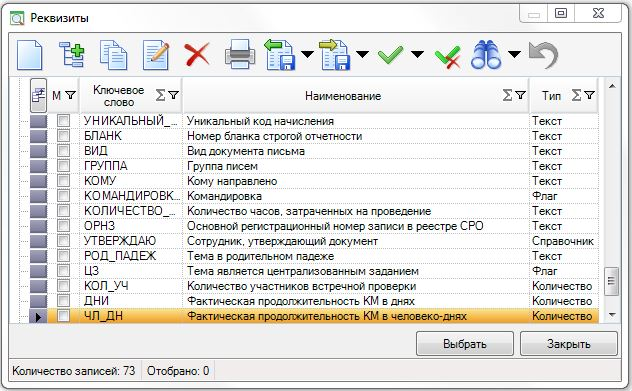 Реквизиты
М Ключевое слово Σ Наименование Σ Тип Σ
УНИКАЛЬНЫЙ_... Уникальный код начисления Текст
БЛАНК Номер бланка строгой отчетности Текст
ВИД Вид документа письма Текст
ГРУППА Группа писем Текст
КОМУ Кому направлено Текст
КОМАНДИРОВК... Командировка Флаг
КОЛИЧЕСТВО_... Количество часов, затраченных на проведение Текст
ОРНЗ Основной регистрационный номер записи в реестре СРО Текст
УТВЕРЖДАЮ Сотрудник, утверждающий документ Справочник
РОД_ПАДЕЖ Тема в родительном падеже Текст
ЦЗ Тема является централизованным заданием Флаг
КОЛ_УЧ Количество участников встречной проверки Количество
ДНИ Фактическая продолжительность КМ в днях Количество
ЧЛ_ДН Фактическая продолжительность КМ в человеко-днях Количество
Выбрать Закрыть
Количество записей: 73 Отобрано: 0